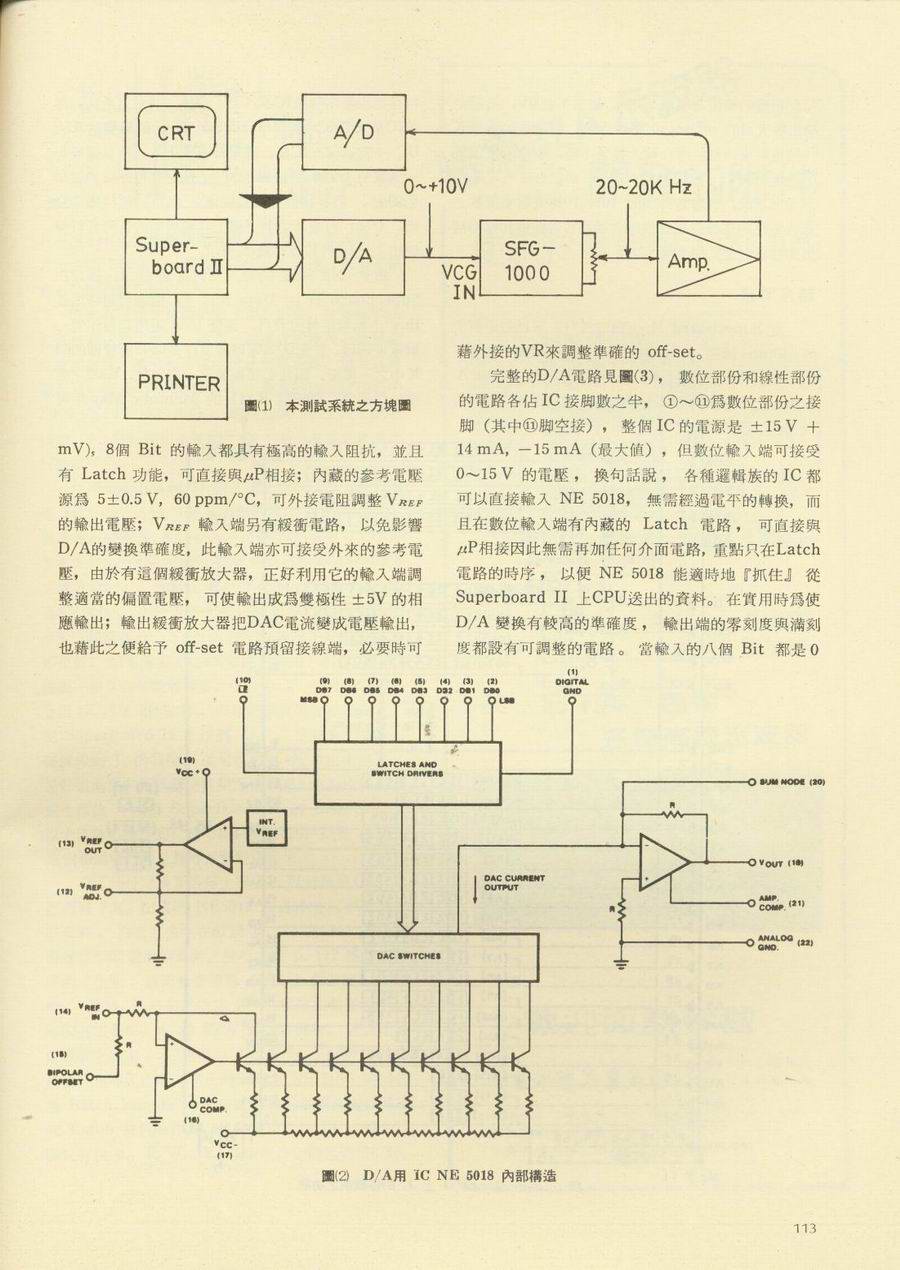 CRT
A/D
0~+10V
20~20K Hz
Super-
board II
D/A
VCG
IN
SFG-
1000
Amp.
PRINTER
圖⑴ 本測試系統之方塊圖
mV)。8個 Bit 的輸入都具有極高的輸入阻抗，並且
有 Latch 功能，可直接與μP相接；內藏的參考電壓
源爲 5±0.5 V, 60 ppm/°C，可外接電阻調整 VREF
的輸出電壓；VREF 輸入端另有緩衝電路，以免影響
D/A的變換準確度，此輸入端亦可接受外來的參考電
壓，由於有這個緩衝放大器，正好利用它的輸入端調
整適當的偏置電壓，可使輸出成爲雙極性 ±5V 的相
應輸出；輸出緩衝放大器把DAC電流變成電壓輸出，
也藉此之便給予 off-set 電路預留接線端，必要時可
藉外接的VR來調整準確的 off-set。
完整的D/A電路見圖(3)，數位部份和線性部份
的電路各佔 IC 接脚數之半，①～⑪爲數位部份之接
脚（其中⑪脚空接），整個 IC 的電源是 ±15 V +
14 mA, −15 mA（最大値），但數位輸入端可接受
0～15 V 的電壓，換句話說，各種邏輯族的 IC 都
可以直接輸入 NE 5018，無需經過電平的轉換，而
且在數位輸入端有內藏的 Latch 電路，可直接與
μP相接因此無需再加任何介面電路，重點只在Latch
電路的時序，以便 NE 5018 能適時地『抓住』從
Superboard II 上CPU送出的資料。在實用時爲使
D/A 變換有較高的準確度，輸出端的零刻度與滿刻
度都設有可調整的電路。當輸入的八個 Bit 都是 0
(10) (9) (8) (7) (6) (5) (4) (3) (2) (1)
LE DB7 DB6 DB5 DB4 DB3 DB2 DB1 DB0 DIGITAL
GND
MSB LSB
LATCHES AND
SWITCH DRIVERS
(19)
VCC+
INT.
VREF
(13) VREF
OUT
(12) VREF
ADJ.
DAC CURRENT
OUTPUT
SUM NODE (20)
R
VOUT (18)
AMP.
COMP. (21)
R
ANALOG
GND. (22)
DAC SWITCHES
(14) VREF
IN
R
R
(15)
BIPOLAR
OFFSET
DAC
COMP.
(16)
VCC-
(17)
圖⑵ D/A用 IC NE 5018 內部構造
113